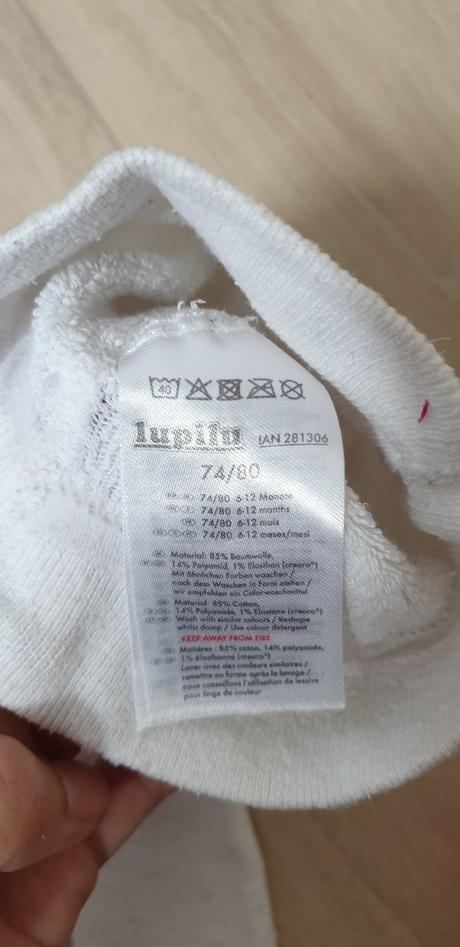 40
lupilu IAN 281306
74/80
74/80 6-12 Monate
74/80 6-12 months
74/80 6-12 mois
74/80 6-12 meses/mesi
Material: 85% Baumwolle,
14% Polyamid, 1% Elasthan (creora®)
Mit ähnlichen Farben waschen /
nach dem Waschen in Form ziehen /
wir empfehlen ein Colorwaschmittel
Material: 85% Cotton,
14% Polyamide, 1% Elastane (creora®)
Wash with similar colours / Reshape
whilst damp / Use colour detergent
KEEP AWAY FROM FIRE
Matières: 85% coton, 14% polyamide,
1% élasthanne (creora®)
Laver avec des couleurs similaires /
remettre en forme après le lavage /
nous conseillons l'utilisation de lessive
pour linge de couleur